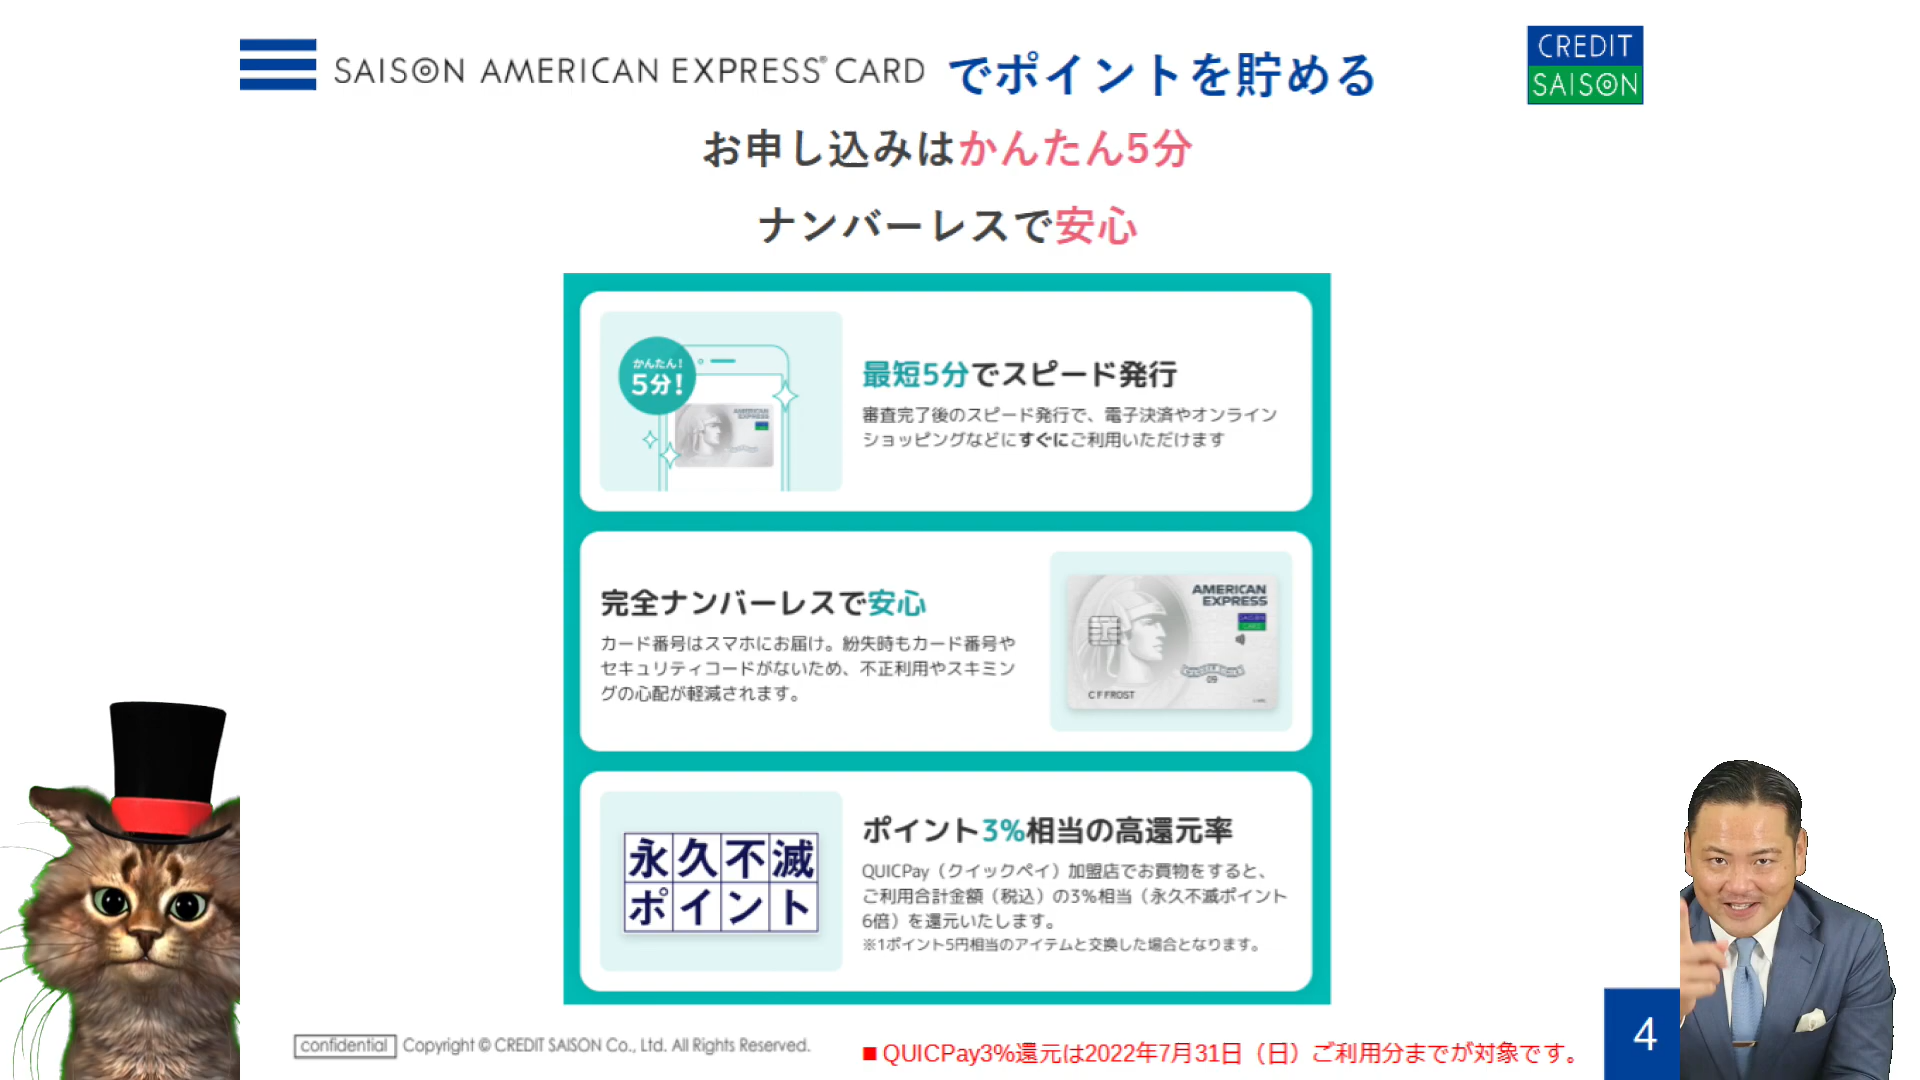 SAISON AMERICAN EXPRESS® CARD でポイントを貯める
CREDIT
SAISON
お申し込みはかんたん5分
ナンバーレスで安心
かんたん!
5分!
AMERICAN
EXPRESS
最短5分でスピード発行
審査完了後のスピード発行で、電子決済やオンライン
ショッピングなどにすぐにご利用いただけます
完全ナンバーレスで安心
カード番号はスマホにお届け。紛失時もカード番号や
セキュリティコードがないため、不正利用やスキミン
グの心配が軽減されます。
AMERICAN
EXPRESS
09
C F FROST
永久不滅
ポイント
ポイント3%相当の高還元率
QUICPay（クイックペイ）加盟店でお買物をすると、
ご利用合計金額（税込）の3%相当（永久不滅ポイント
6倍）を還元いたします。
※1ポイント5円相当のアイテムと交換した場合となります。
confidential Copyright © CREDIT SAISON Co., Ltd. All Rights Reserved.
■ QUICPay3%還元は2022年7月31日（日）ご利用分までが対象です。
4